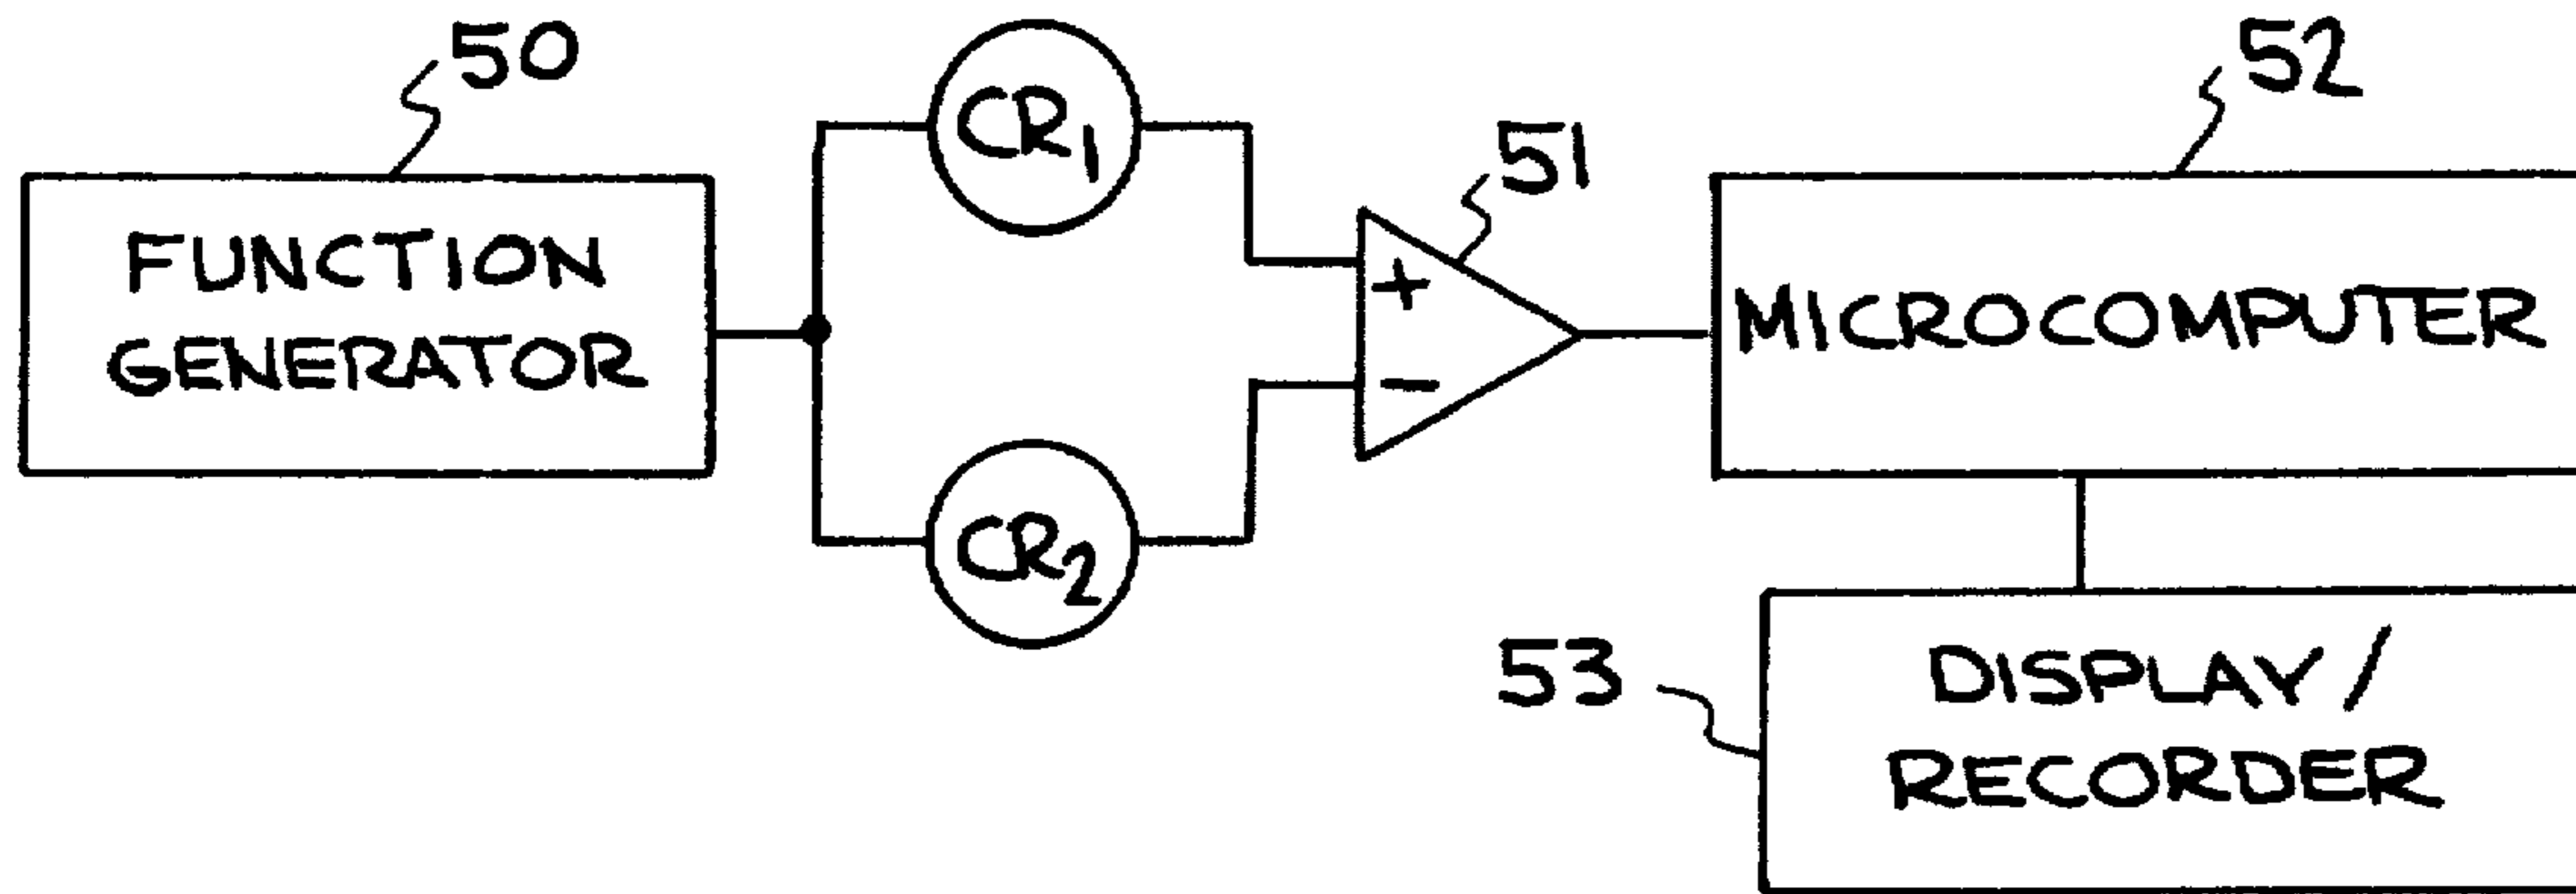 50
FUNCTION
GENERATOR
CR1
CR2
+
−
51
52
MICROCOMPUTER
53
DISPLAY/
RECORDER